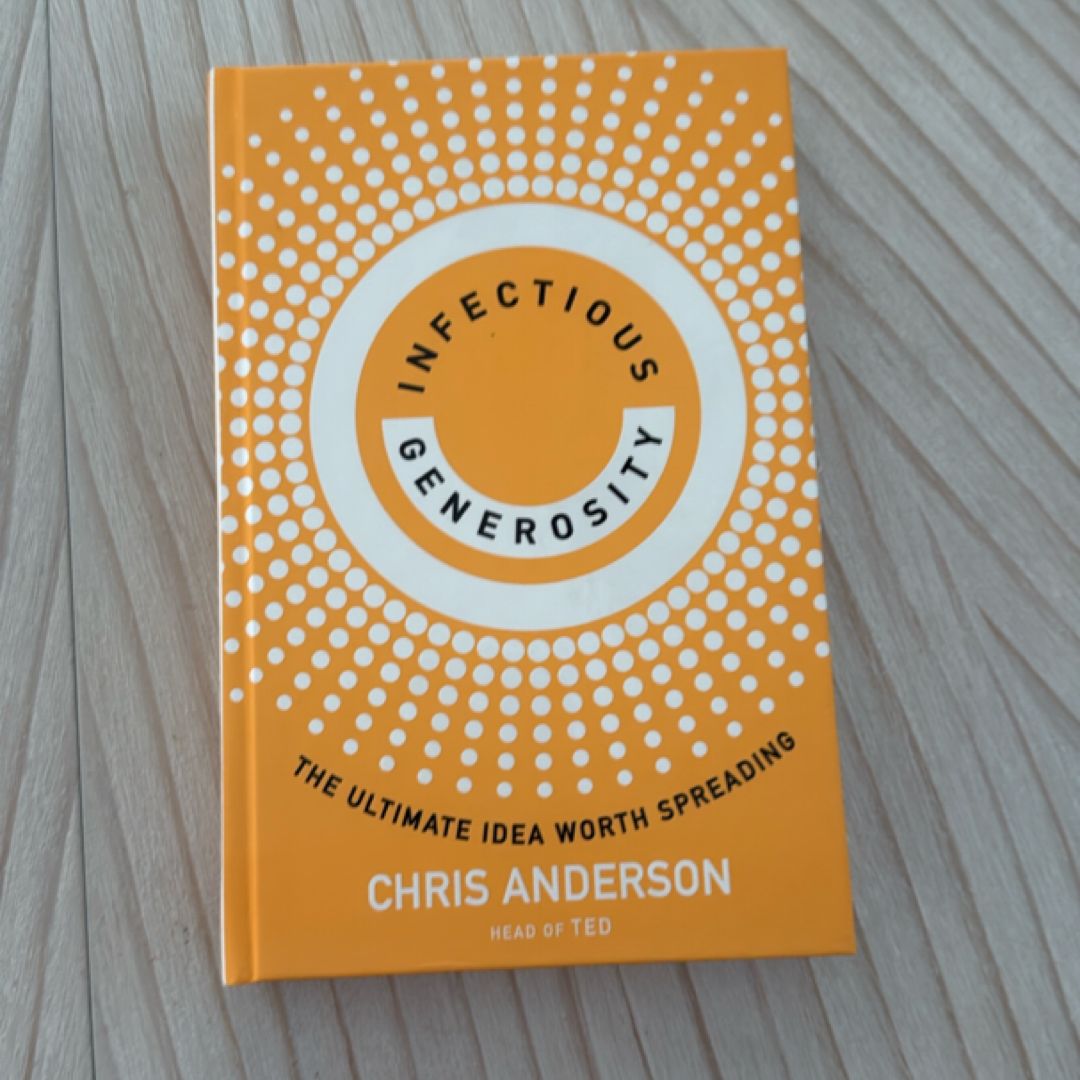 INFECTIOUS
GENEROSITY
THE ULTIMATE IDEA WORTH SPREADING
CHRIS ANDERSON
HEAD OF TED